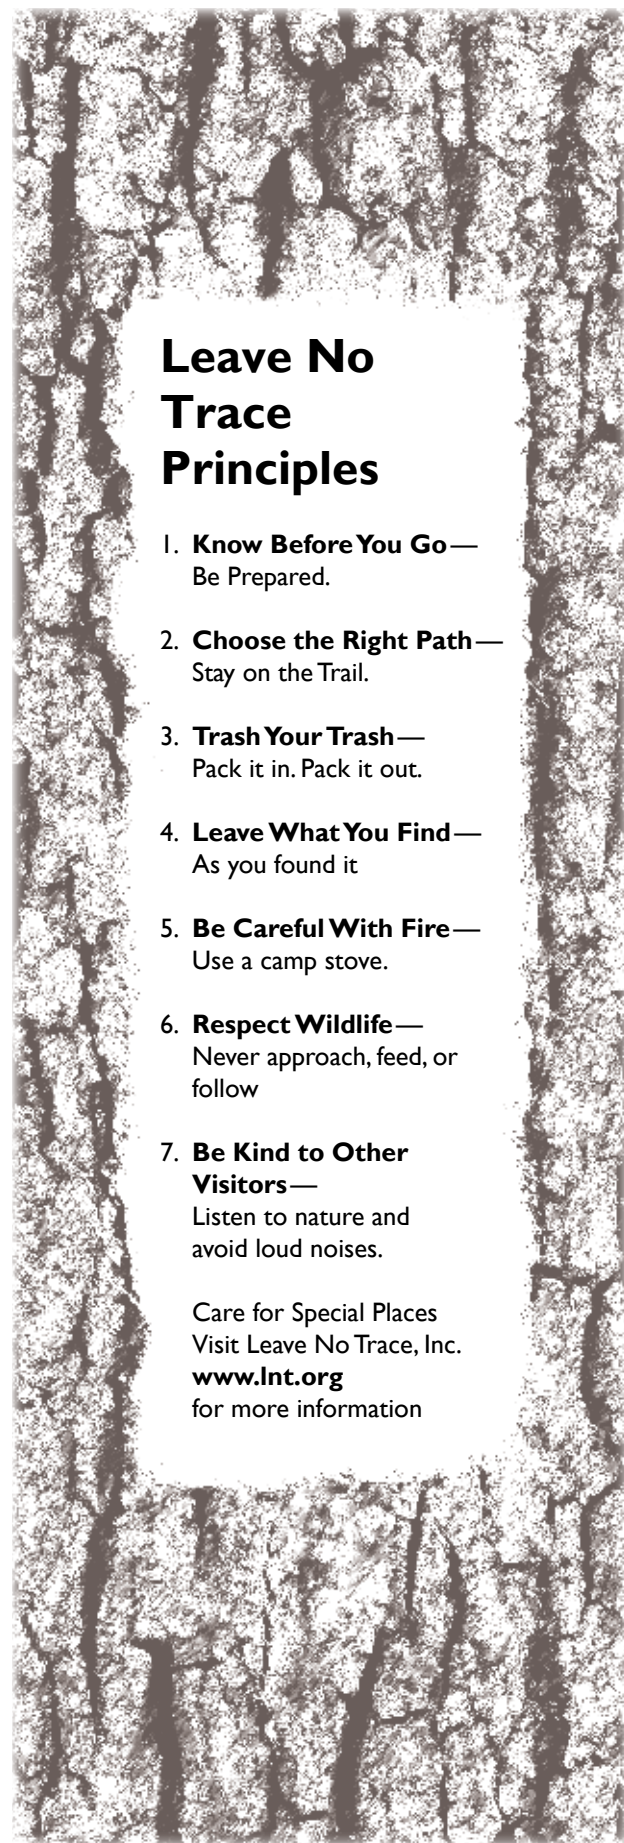 Leave No
Trace
Principles
1. Know Before You Go—
Be Prepared.
2. Choose the Right Path—
Stay on the Trail.
3. Trash Your Trash—
Pack it in. Pack it out.
4. Leave What You Find—
As you found it
5. Be Careful With Fire—
Use a camp stove.
6. Respect Wildlife—
Never approach, feed, or
follow
7. Be Kind to Other
Visitors—
Listen to nature and
avoid loud noises.
Care for Special Places
Visit Leave No Trace, Inc.
www.lnt.org
for more information